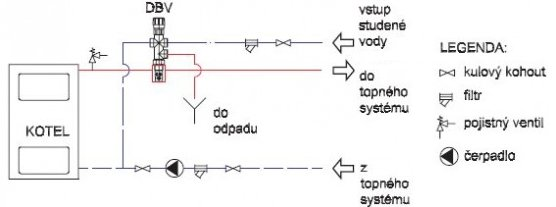 DBV
vstup
studené
vody
LEGENDA:
kulový kohout
do
topného
systému
filtr
KOTEL
do
odpadu
pojistný ventil
čerpadlo
z
topného
systému